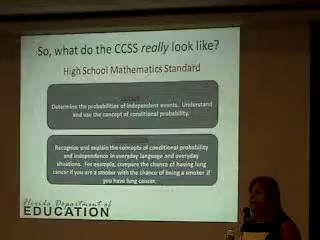 So, what do the CCSS really look like?
High School Mathematics Standard
Determine the probabilities of independent events. Understand
and use the concept of conditional probability.
Recognize and explain the concepts of conditional probability
and independence in everyday language and everyday
situations. For example, compare the chance of having lung
cancer if you are a smoker with the chance of being a smoker if
you have lung cancer.
Florida Department of
EDUCATION